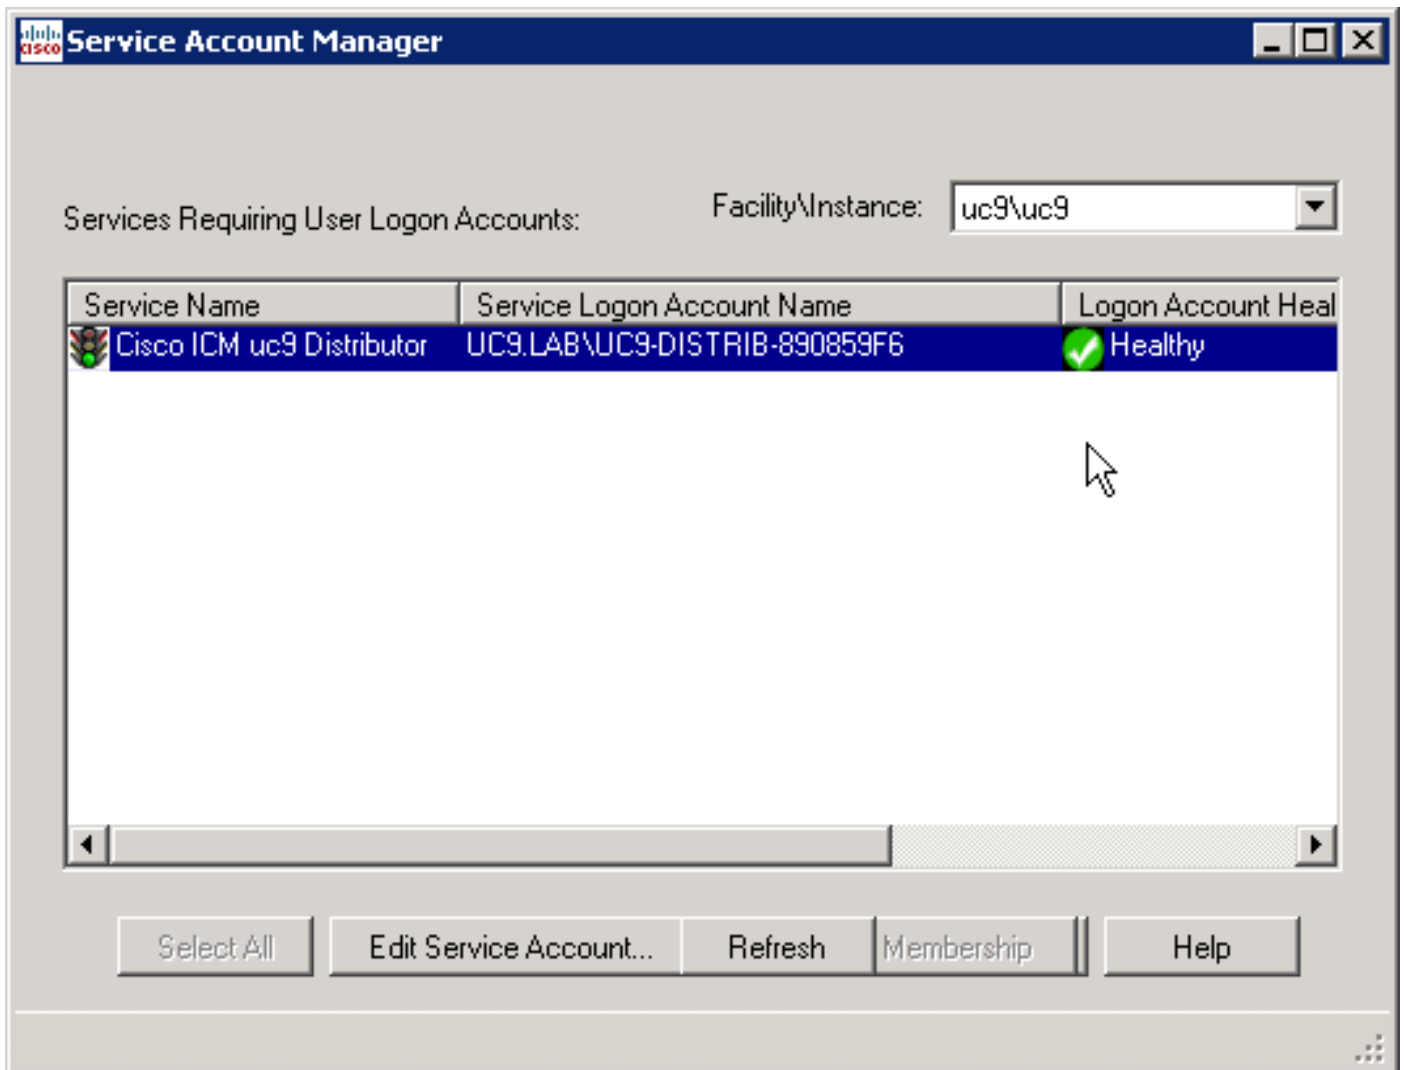 cisco Service Account Manager
Services Requiring User Logon Accounts:
Facility\Instance: uc9\uc9
Service Name Service Logon Account Name Logon Account Heal
Cisco ICM uc9 Distributor UC9.LAB\UC9-DISTRIB-890859F6 Healthy
Select All Edit Service Account... Refresh Membership Help